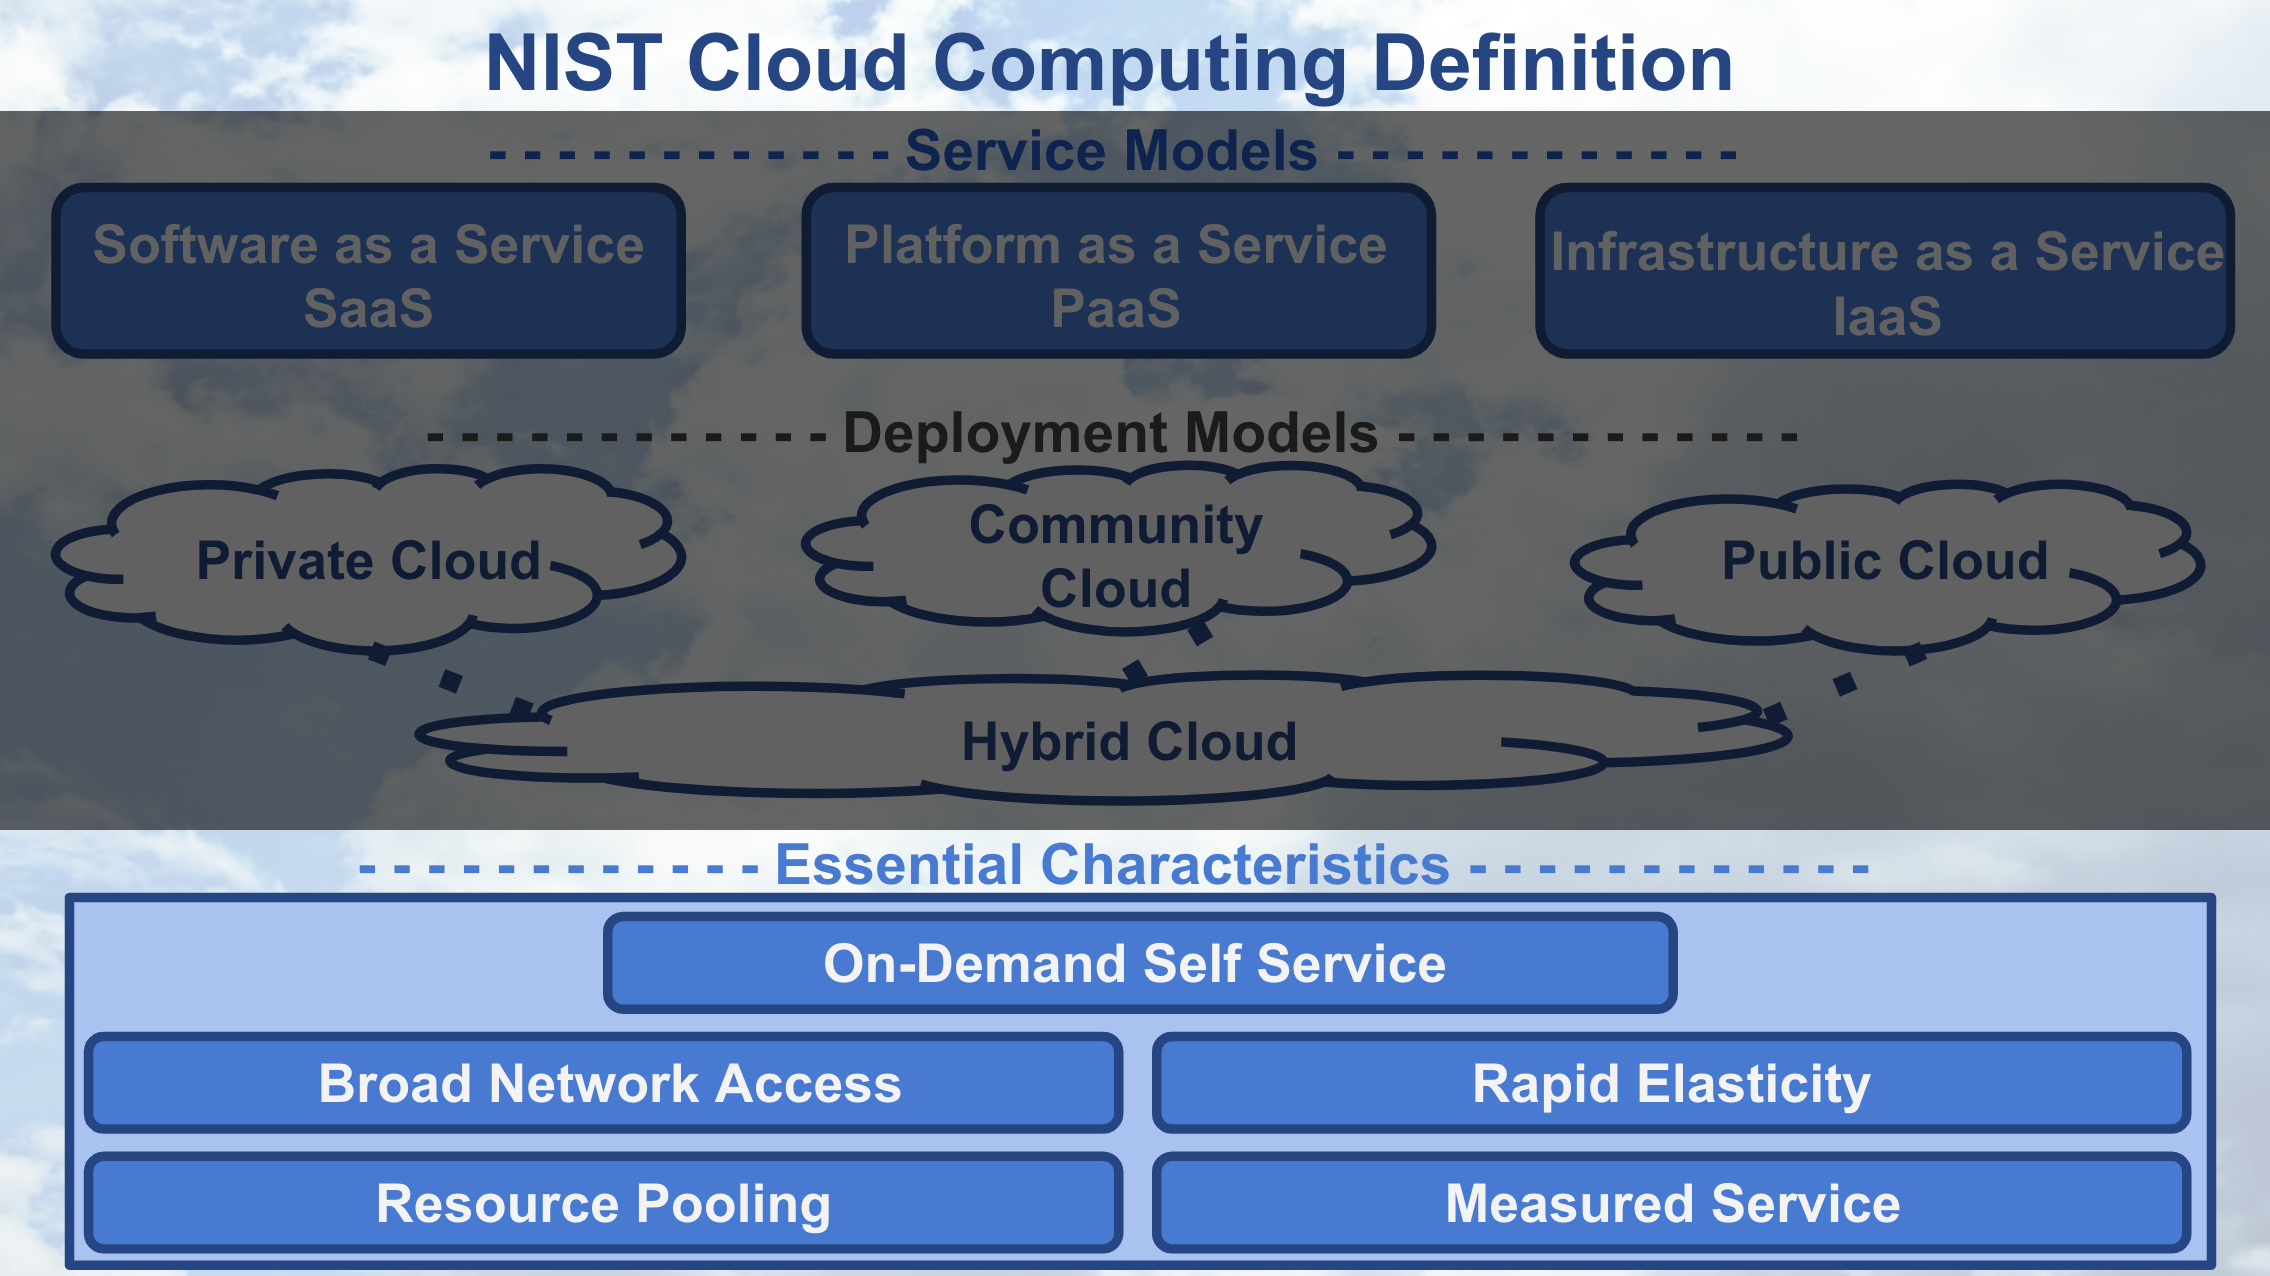 NIST Cloud Computing Definition
- - - - - - - - - - - - Service Models - - - - - - - - - - - -
Software as a Service
SaaS
Platform as a Service
PaaS
Infrastructure as a Service
IaaS
- - - - - - - - - - - - Deployment Models - - - - - - - - - - - -
Private Cloud
Community
Cloud
Public Cloud
Hybrid Cloud
- - - - - - - - - - - - Essential Characteristics - - - - - - - - - - - -
On-Demand Self Service
Broad Network Access
Rapid Elasticity
Resource Pooling
Measured Service